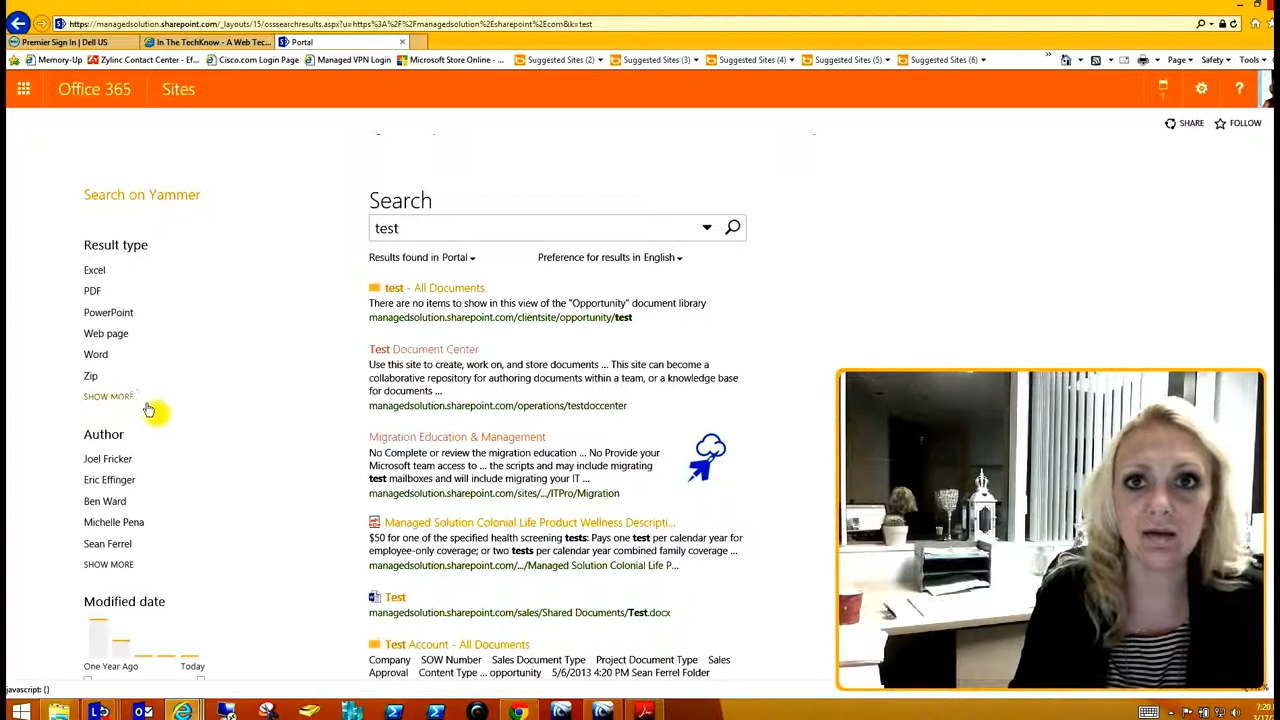 https://managedsolution.sharepoint.com/_layouts/15/osssearchresults.aspx?u=https%3A%2F%2Fmanagedsolution%2Esharepoint%2Ecom&k=test
Premier Sign In | Dell US
In The TechKnow - A Web Tec...
Portal
Memory-Up
Zylinc Contact Center - Ef...
Cisco.com Login Page
Managed VPN Login
Microsoft Store Online - ...
Suggested Sites (2)
Suggested Sites (3)
Suggested Sites (4)
Suggested Sites (5)
Suggested Sites (6)
Page
Safety
Tools
Office 365
Sites
1
?
SHARE
FOLLOW
Search on Yammer
Result type
Excel
PDF
PowerPoint
Web page
Word
Zip
SHOW MORE
Author
Joel Fricker
Eric Effinger
Ben Ward
Michelle Pena
Sean Ferrel
SHOW MORE
Modified date
One Year Ago Today
Search
test
Results found in Portal
Preference for results in English
test - All Documents
There are no items to show in this view of the "Opportunity" document library
managedsolution.sharepoint.com/clientsite/opportunity/test
Test Document Center
Use this site to create, work on, and store documents ... This site can become a
collaborative repository for authoring documents within a team, or a knowledge base
for documents ...
managedsolution.sharepoint.com/operations/testdoccenter
Migration Education & Management
No Complete or review the migration education ... No Provide your
Microsoft team access to ... the scripts and may include migrating
test mailboxes and will include migrating your IT ...
managedsolution.sharepoint.com/sites/.../ITPro/Migration
Managed Solution Colonial Life Product Wellness Descripti...
$50 for one of the specified health screening tests: Pays one test per calendar year for
employee-only coverage; or two tests per calendar year combined family coverage ...
managedsolution.sharepoint.com/.../Managed Solution Colonial Life P...
Test
managedsolution.sharepoint.com/sales/Shared Documents/Test.docx
Test Account - All Documents
Company SOW Number Sales Document Type Project Document Type Sales
Approval Content Type: opportunity 5/6/2013 4:20 PM Sean Ferrel Folder
javascript: {}
7:20